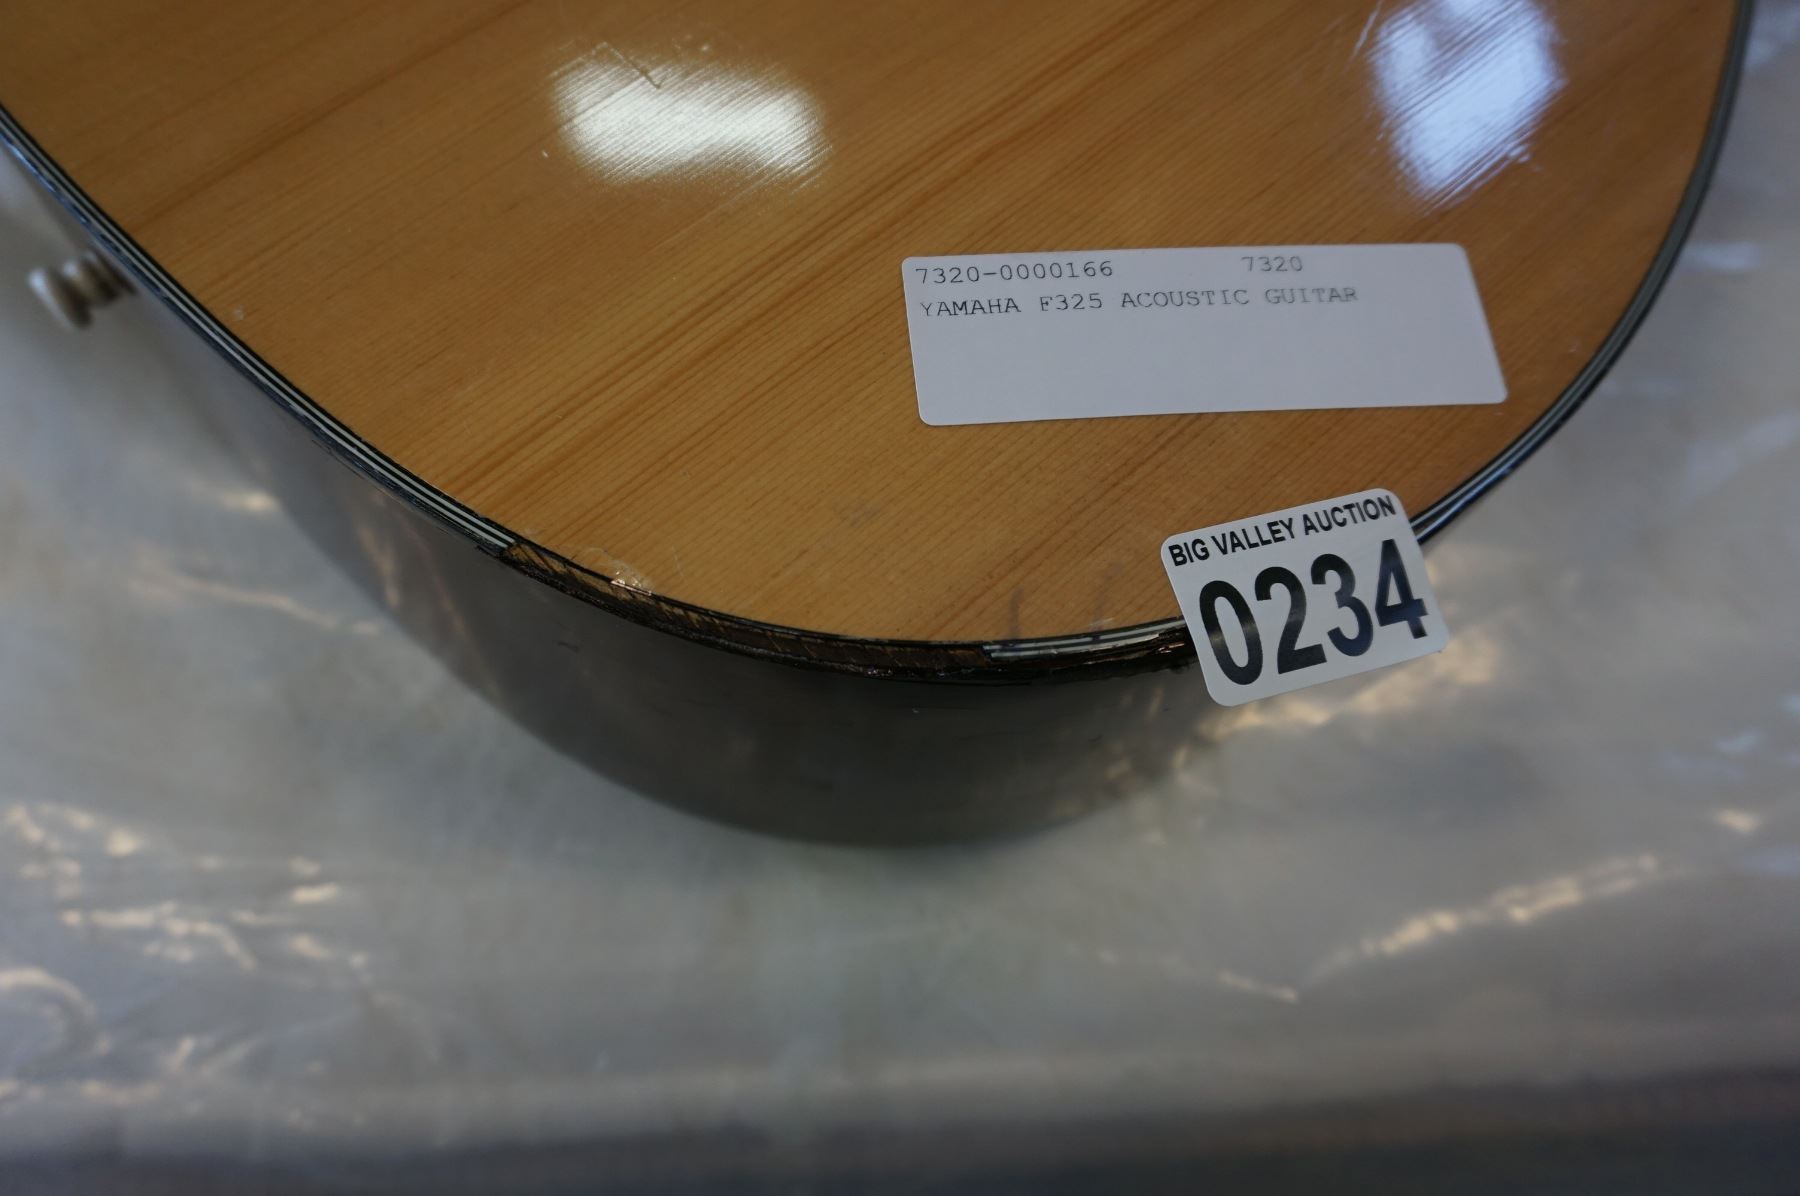 7320-0000166 7320
YAMAHA F325 ACOUSTIC GUITAR
BIG VALLEY AUCTION
0234